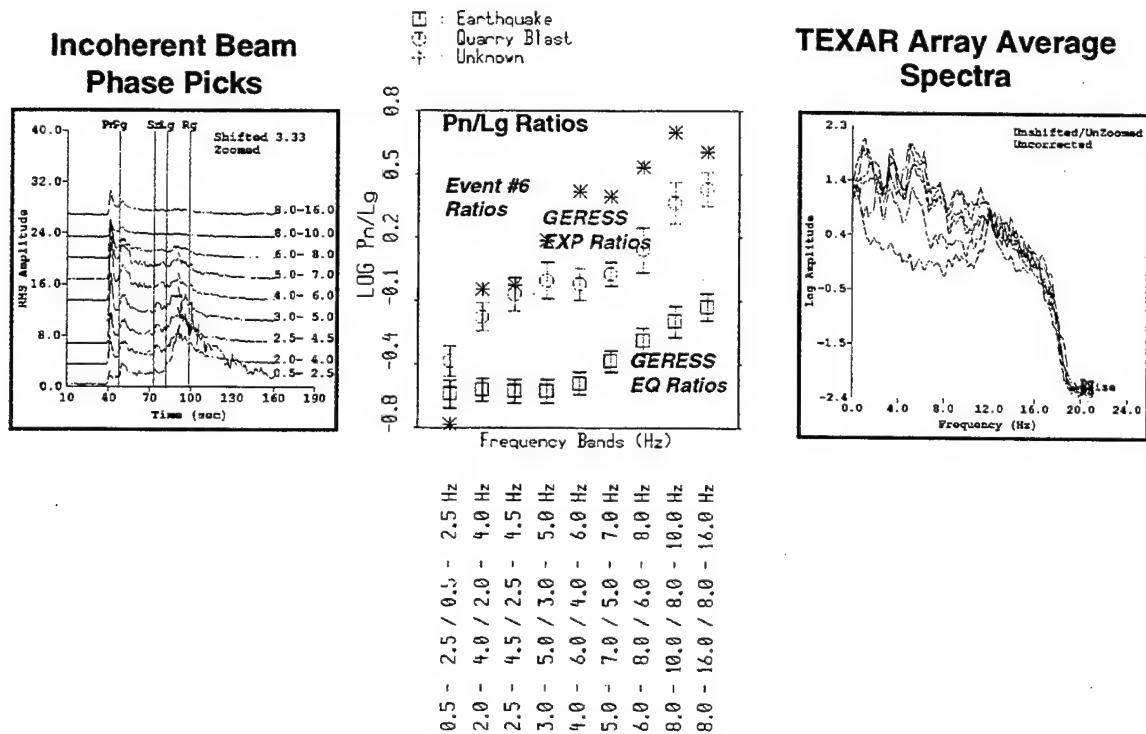 Incoherent Beam
Phase Picks
: Earthquake
: Quarry Blast
: Unknown
TEXAR Array Average
Spectra
Pn Pg Sn Lg Rg
Shifted 3.33
Zoomed
40.0
32.0
24.0
16.0
8.0
0.0
RMS Amplitude
8.0-16.0
8.0-10.0
6.0- 8.0
5.0- 7.0
4.0- 6.0
3.0- 5.0
2.5- 4.5
2.0- 4.0
0.5- 2.5
10 40 70 100 130 160 190
Time (sec)
Pn/Lg Ratios
Event #6
Ratios
GERESS
EXP Ratios
GERESS
EQ Ratios
LOG Pn/Lg
0.8
0.5
0.2
-0.1
-0.4
-0.8
Frequency Bands (Hz)
0.5 - 2.5 / 0.5 - 2.5 Hz
2.0 - 4.0 / 2.0 - 4.0 Hz
2.5 - 4.5 / 2.5 - 4.5 Hz
3.0 - 5.0 / 3.0 - 5.0 Hz
4.0 - 6.0 / 4.0 - 6.0 Hz
5.0 - 7.0 / 5.0 - 7.0 Hz
6.0 - 8.0 / 6.0 - 8.0 Hz
8.0 - 10.0 / 8.0 - 10.0 Hz
8.0 - 16.0 / 8.0 - 16.0 Hz
Unshifted/UnZoomed
Uncorrected
2.3
1.4
0.4
-0.5
-1.5
-2.4
Log Amplitude
0.0 4.0 8.0 12.0 16.0 20.0 24.0
Frequency (Hz)